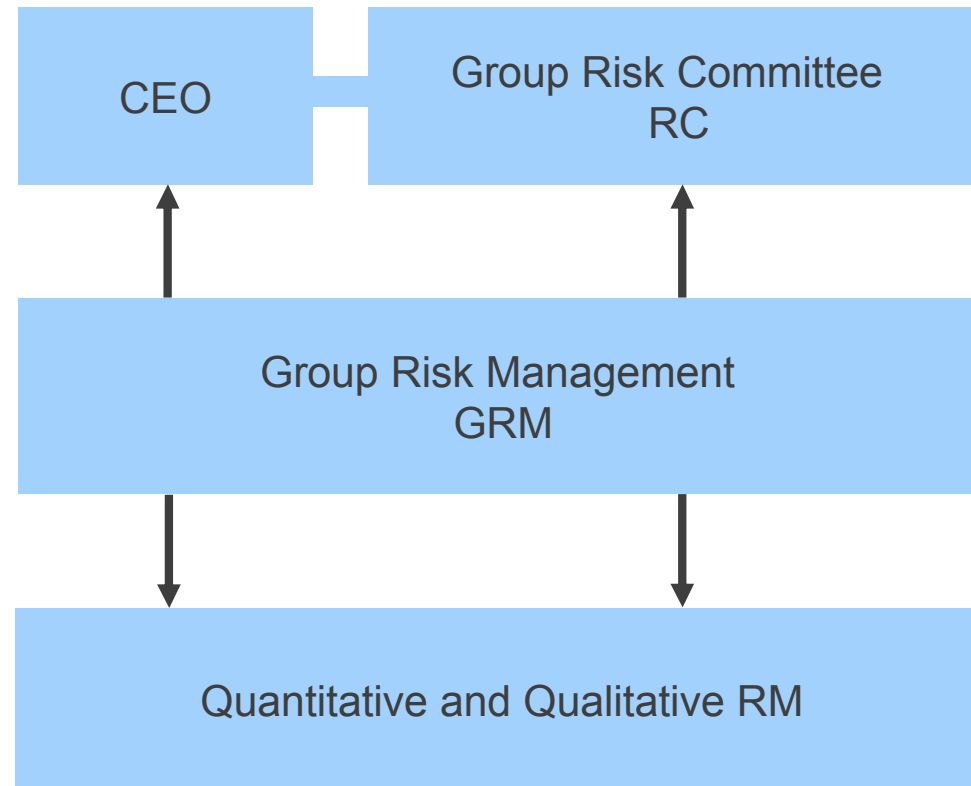 CEO
Group Risk Committee
RC
Group Risk Management
GRM
Quantitative and Qualitative RM